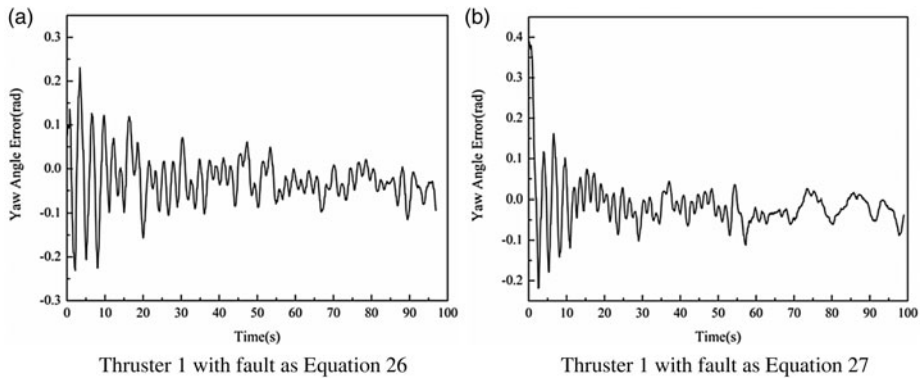 (a)
0.3
0.2
0.1
0.0
-0.1
-0.2
-0.3
Yaw Angle Error(rad)
0 10 20 30 40 50 60 70 80 90 100
Time(s)
Thruster 1 with fault as Equation 26
(b)
0.4
0.3
0.2
0.1
0.0
-0.1
-0.2
Yaw Angle Error(rad)
0 10 20 30 40 50 60 70 80 90 100
Time(s)
Thruster 1 with fault as Equation 27